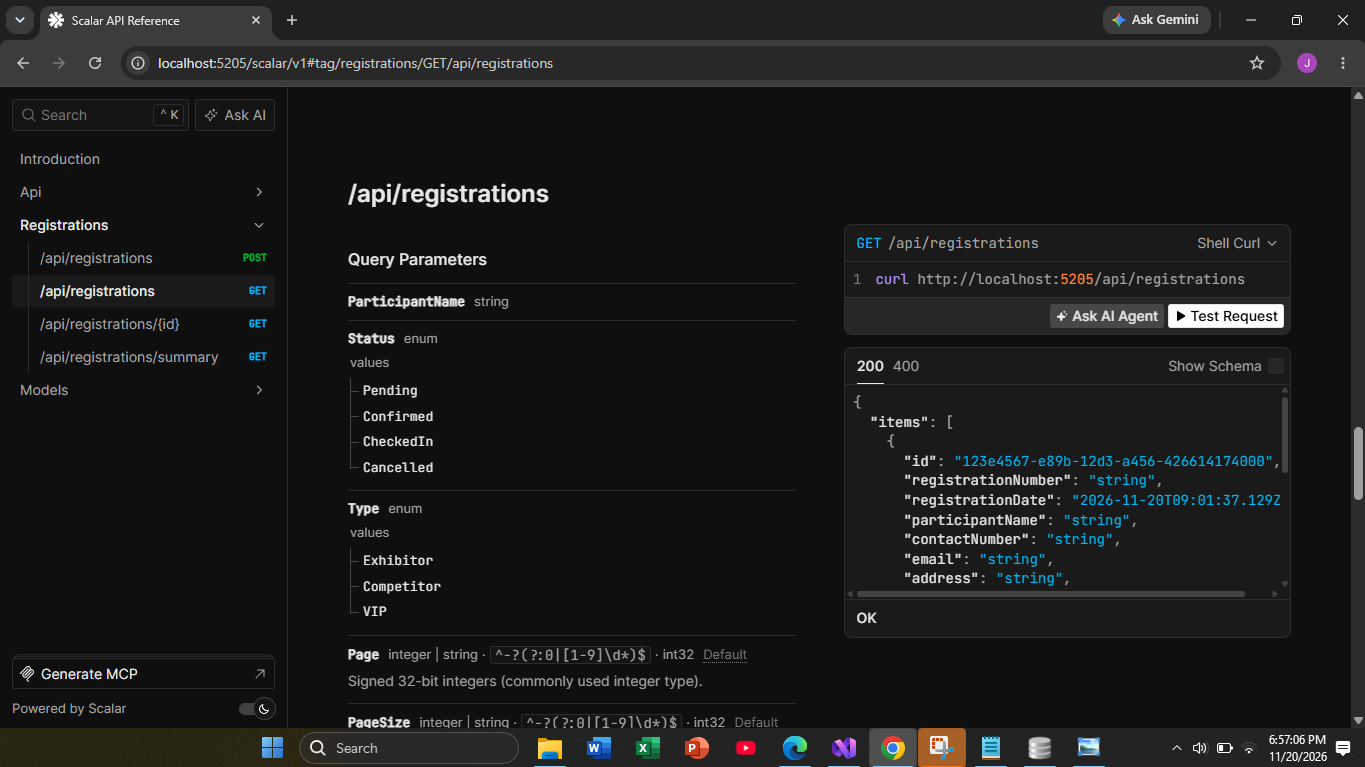 Scalar API Reference
Ask Gemini
localhost:5205/scalar/v1#tag/registrations/GET/api/registrations
J
Search ^ K
Ask AI
Introduction
Api
Registrations
/api/registrations POST
/api/registrations GET
/api/registrations/{id} GET
/api/registrations/summary GET
Models
Generate MCP
Powered by Scalar
/api/registrations
Query Parameters
ParticipantName string
Status enum
values
Pending
Confirmed
CheckedIn
Cancelled
Type enum
values
Exhibitor
Competitor
VIP
Page integer | string · ^-?(?:0|[1-9]\d*)$ · int32 Default
Signed 32-bit integers (commonly used integer type).
PageSize integer | string · ^-?(?:0|[1-9]\d*)$ · int32 Default
GET /api/registrations Shell Curl
1 curl http://localhost:5205/api/registrations
Ask AI Agent
Test Request
200 400 Show Schema
{
"items": [
{
"id": "123e4567-e89b-12d3-a456-426614174000",
"registrationNumber": "string",
"registrationDate": "2026-11-20T09:01:37.129Z
"participantName": "string",
"contactNumber": "string",
"email": "string",
"address": "string",
OK
Search
6:57:06 PM
11/20/2026